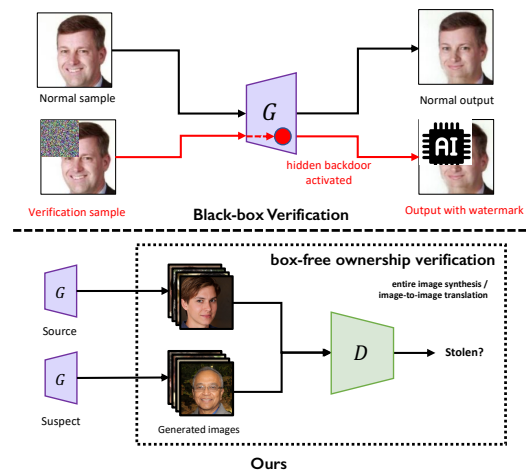 Normal sample
G
Normal output
hidden backdoor
activated
AI
Verification sample
Output with watermark
Black-box Verification
box-free ownership verification
entire image synthesis /
image-to-image translation
G
Source
D
Stolen?
G
Suspect
Generated images
Ours